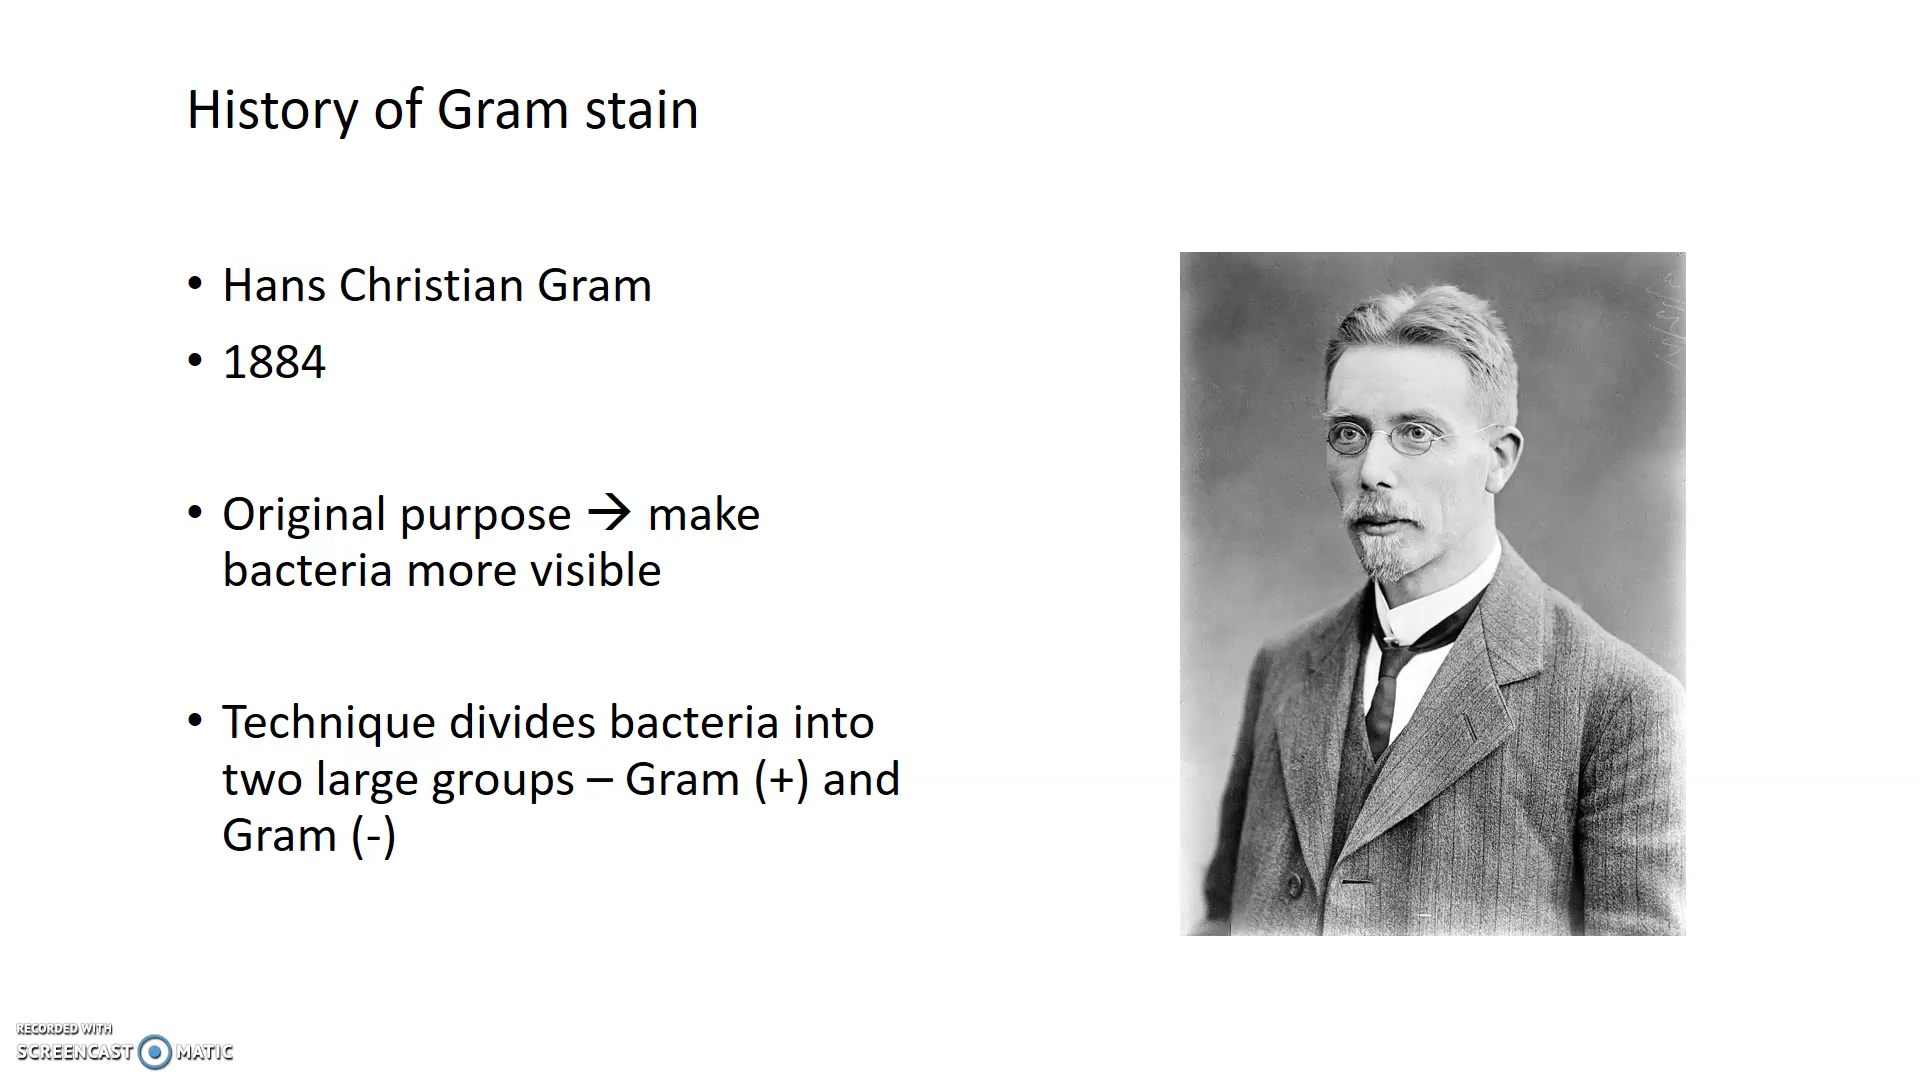 History of Gram stain
• Hans Christian Gram
• 1884
• Original purpose → make
bacteria more visible
• Technique divides bacteria into
two large groups – Gram (+) and
Gram (-)
RECORDED WITH
SCREENCAST MATIC